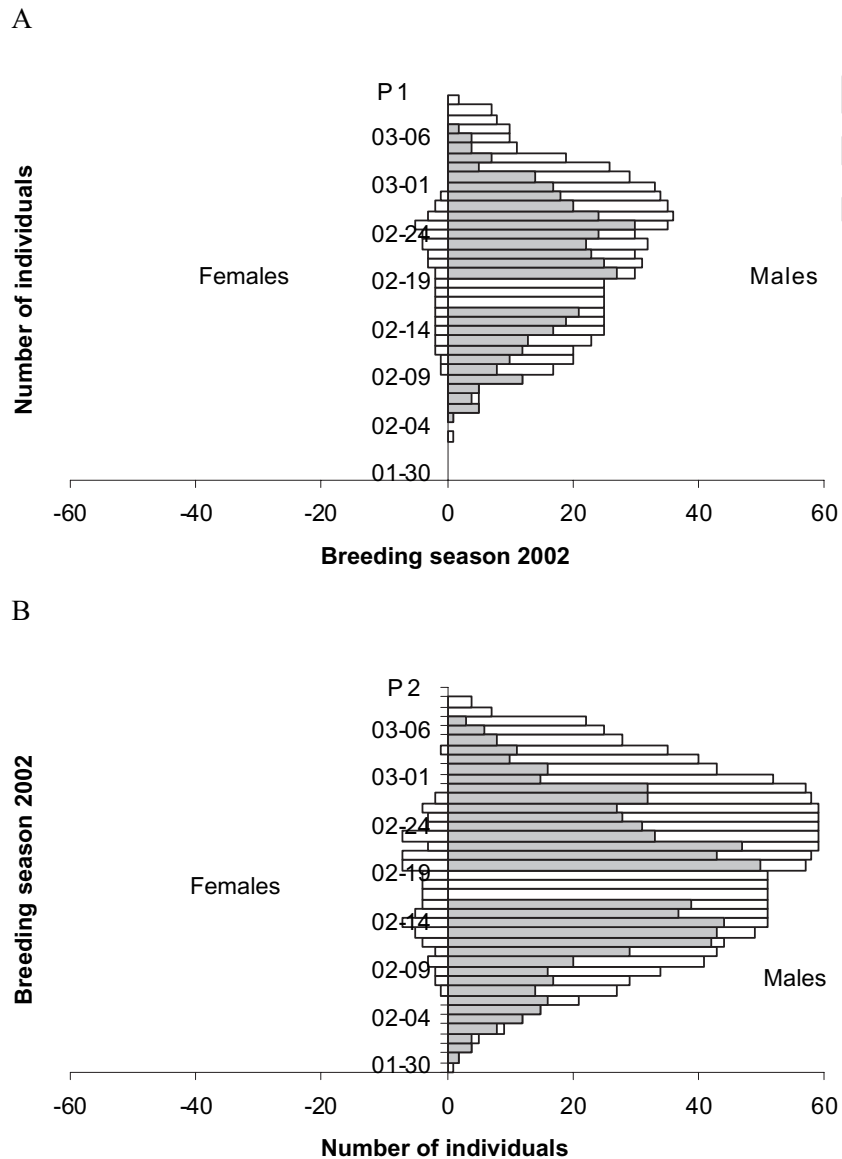 A
P 1
03-06
03-01
02-24
02-19
02-14
02-09
02-04
01-30
Females
Males
Number of individuals
-60 -40 -20 0 20 40 60
Breeding season 2002
B
P 2
03-06
03-01
02-24
02-19
02-14
02-09
02-04
01-30
Females
Males
Breeding season 2002
-60 -40 -20 0 20 40 60
Number of individuals